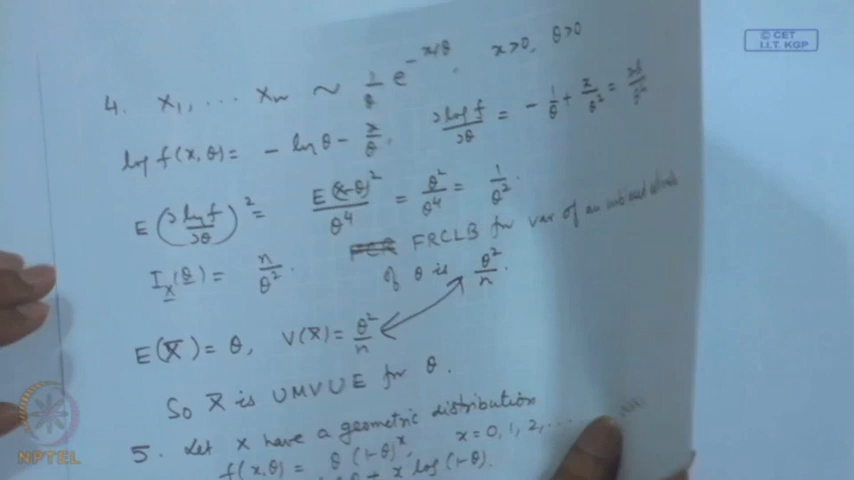 © CET
I.I.T. KGP
4. X₁, ... Xₙ ~ 1/θ e^(-x/θ), x>0, θ>0
log f(x,θ) = - ln θ - x/θ. ∂log f/∂θ = - 1/θ + x/θ² =
E(∂log f/∂θ)² = E(X-θ)²/θ⁴ = θ²/θ⁴ = 1/θ².
I_X(θ) = n/θ². FRCLB for var of an unbiased
of θ is θ²/n.
E(X̄) = θ, V(X̄) = θ²/n
So X̄ is UMVUE for θ.
5. Let X have a geometric distribution
f(x,θ) = θ(1-θ)^x, x = 0, 1, 2, ...
+ x log(1-θ).
NPTEL